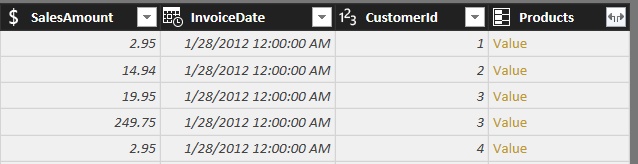 $ SalesAmount InvoiceDate 1²3 CustomerId Products
2.95 1/28/2012 12:00:00 AM 1 Value
14.94 1/28/2012 12:00:00 AM 2 Value
19.95 1/28/2012 12:00:00 AM 3 Value
249.75 1/28/2012 12:00:00 AM 3 Value
2.95 1/28/2012 12:00:00 AM 4 Value